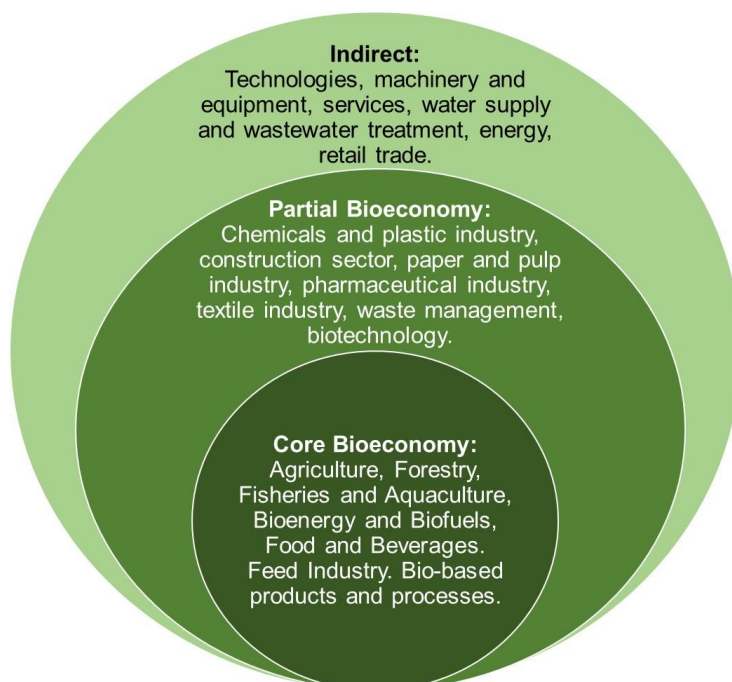 Indirect:
Technologies, machinery and
equipment, services, water supply
and wastewater treatment, energy,
retail trade.
Partial Bioeconomy:
Chemicals and plastic industry,
construction sector, paper and pulp
industry, pharmaceutical industry,
textile industry, waste management,
biotechnology.
Core Bioeconomy:
Agriculture, Forestry,
Fisheries and Aquaculture,
Bioenergy and Biofuels,
Food and Beverages.
Feed Industry. Bio-based
products and processes.